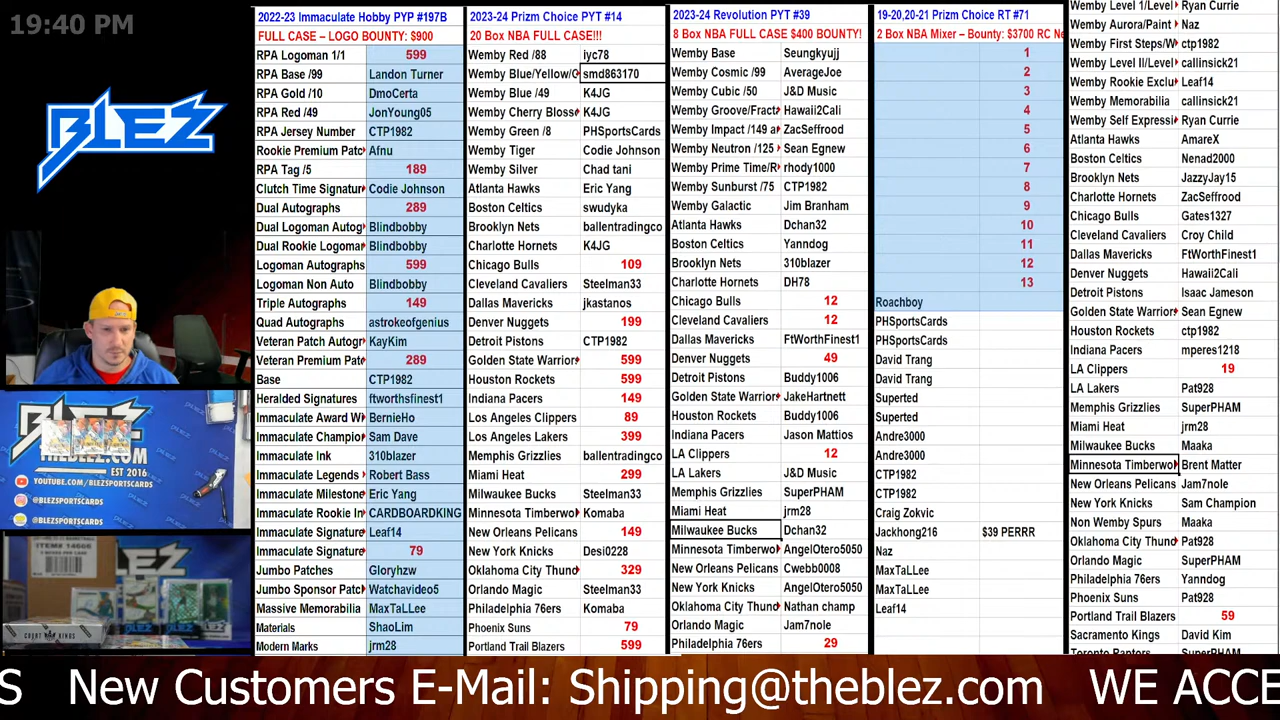 19:40 PM
BLEZ
BLEZ
THEBLEZ.COM
EST 2016
YOUTUBE.COM/BLEZSPORTSCARDS
@BLEZSPORTSCARDS
@BLEZSPORTSCARDS
2022-23 Immaculate Hobby PYP #197B
FULL CASE – LOGO BOUNTY: $900
RPA Logoman 1/1 599
RPA Base /99 Landon Turner
RPA Gold /10 DmoCerta
RPA Red /49 JonYoung05
RPA Jersey Number CTP1982
Rookie Premium Patc Afnu
RPA Tag /5 189
Clutch Time Signatur Codie Johnson
Dual Autographs 289
Dual Logoman Autog Blindbobby
Dual Rookie Logoma Blindbobby
Logoman Autographs 599
Logoman Non Auto Blindbobby
Triple Autographs 149
Quad Autographs astrokeofgenius
Veteran Patch Autogr KayKim
Veteran Premium Pat 289
Base CTP1982
Heralded Signatures ftworthsfinest1
Immaculate Award W BernieHo
Immaculate Champio Sam Dave
Immaculate Ink 310blazer
Immaculate Legends Robert Bass
Immaculate Milestone Eric Yang
Immaculate Rookie In CARDBOARDKING
Immaculate Signature Leaf14
Immaculate Signature 79
Jumbo Patches Gloryhzw
Jumbo Sponsor Patc Watchavideo5
Massive Memorabilia MaxTaLLee
Materials ShaoLim
Modern Marks jrm28
2023-24 Prizm Choice PYT #14
20 Box NBA FULL CASE!!!
Wemby Red /88 iyc78
Wemby Blue/Yellow/G smd863170
Wemby Blue /49 K4JG
Wemby Cherry Blosso K4JG
Wemby Green /8 PHSportsCards
Wemby Tiger Codie Johnson
Wemby Silver Chad tani
Atlanta Hawks Eric Yang
Boston Celtics swudyka
Brooklyn Nets ballentradingco
Charlotte Hornets K4JG
Chicago Bulls 109
Cleveland Cavaliers Steelman33
Dallas Mavericks jkastanos
Denver Nuggets 199
Detroit Pistons CTP1982
Golden State Warrior 599
Houston Rockets 599
Indiana Pacers 149
Los Angeles Clippers 89
Los Angeles Lakers 399
Memphis Grizzlies ballentradingco
Miami Heat 299
Milwaukee Bucks Steelman33
Minnesota Timberwo Komaba
New Orleans Pelicans 149
New York Knicks Desi0228
Oklahoma City Thund 329
Orlando Magic Steelman33
Philadelphia 76ers Komaba
Phoenix Suns 79
Portland Trail Blazers 599
2023-24 Revolution PYT #39
8 Box NBA FULL CASE $400 BOUNTY!
Wemby Base Seungkyujj
Wemby Cosmic /99 AverageJoe
Wemby Cubic /50 J&D Music
Wemby Groove/Fract Hawaii2Cali
Wemby Impact /149 a ZacSeffrood
Wemby Neutron /125 Sean Egnew
Wemby Prime Time/R rhody1000
Wemby Sunburst /75 CTP1982
Wemby Galactic Jim Branham
Atlanta Hawks Dchan32
Boston Celtics Yanndog
Brooklyn Nets 310blazer
Charlotte Hornets DH78
Chicago Bulls 12
Cleveland Cavaliers 12
Dallas Mavericks FtWorthFinest1
Denver Nuggets 49
Detroit Pistons Buddy1006
Golden State Warrior JakeHartnett
Houston Rockets Buddy1006
Indiana Pacers Jason Mattios
LA Clippers 12
LA Lakers J&D Music
Memphis Grizzlies SuperPHAM
Miami Heat jrm28
Milwaukee Bucks Dchan32
Minnesota Timberwo AngelOtero5050
New Orleans Pelicans Cwebb0008
New York Knicks AngelOtero5050
Oklahoma City Thund Nathan champ
Orlando Magic Jam7nole
Philadelphia 76ers 29
19-20,20-21 Prizm Choice RT #71
2 Box NBA Mixer – Bounty: $3700 RC Ne
1
2
3
4
5
6
7
8
9
10
11
12
13
Roachboy
PHSportsCards
PHSportsCards
David Trang
David Trang
Superted
Superted
Andre3000
Andre3000
CTP1982
CTP1982
Craig Zokvic
Jackhong216 $39 PERRR
Naz
MaxTaLLee
MaxTaLLee
Leaf14
Wemby Level 1/Level Ryan Currie
Wemby Aurora/Paint Naz
Wemby First Steps/W ctp1982
Wemby Level II/Level callinsick21
Wemby Rookie Exclu Leaf14
Wemby Memorabilia callinsick21
Wemby Self Expressi Ryan Currie
Atlanta Hawks AmareX
Boston Celtics Nenad2000
Brooklyn Nets JazzyJay15
Charlotte Hornets ZacSeffrood
Chicago Bulls Gates1327
Cleveland Cavaliers Croy Child
Dallas Mavericks FtWorthFinest1
Denver Nuggets Hawaii2Cali
Detroit Pistons Isaac Jameson
Golden State Warrior Sean Egnew
Houston Rockets ctp1982
Indiana Pacers mperes1218
LA Clippers 19
LA Lakers Pat928
Memphis Grizzlies SuperPHAM
Miami Heat jrm28
Milwaukee Bucks Maaka
Minnesota Timberwo Brent Matter
New Orleans Pelicans Jam7nole
New York Knicks Sam Champion
Non Wemby Spurs Maaka
Oklahoma City Thund Pat928
Orlando Magic SuperPHAM
Philadelphia 76ers Yanndog
Phoenix Suns Pat928
Portland Trail Blazers 59
Sacramento Kings David Kim
Toronto Raptors
S New Customers E-Mail: Shipping@theblez.com WE ACCE